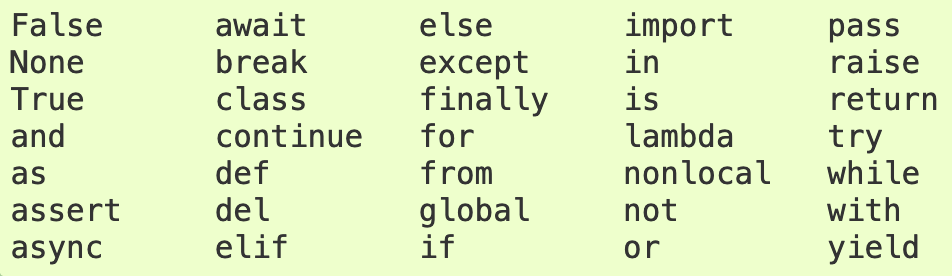 False await else import pass
None break except in raise
True class finally is return
and continue for lambda try
as def from nonlocal while
assert del global not with
async elif if or yield